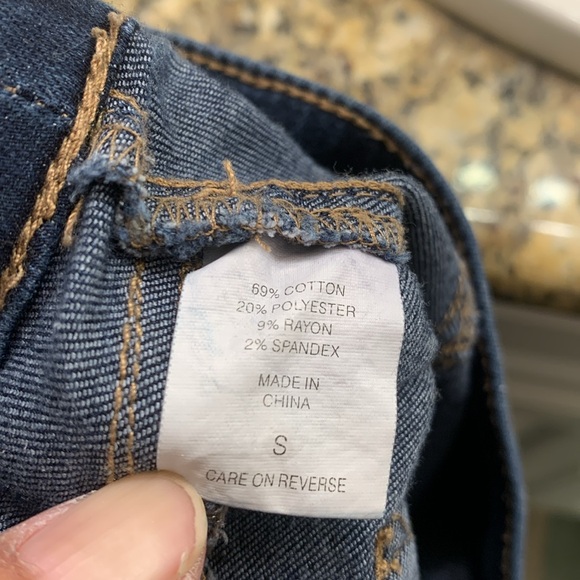 69% COTTON
20% POLYESTER
9% RAYON
2% SPANDEX
MADE IN
CHINA
S
CARE ON REVERSE